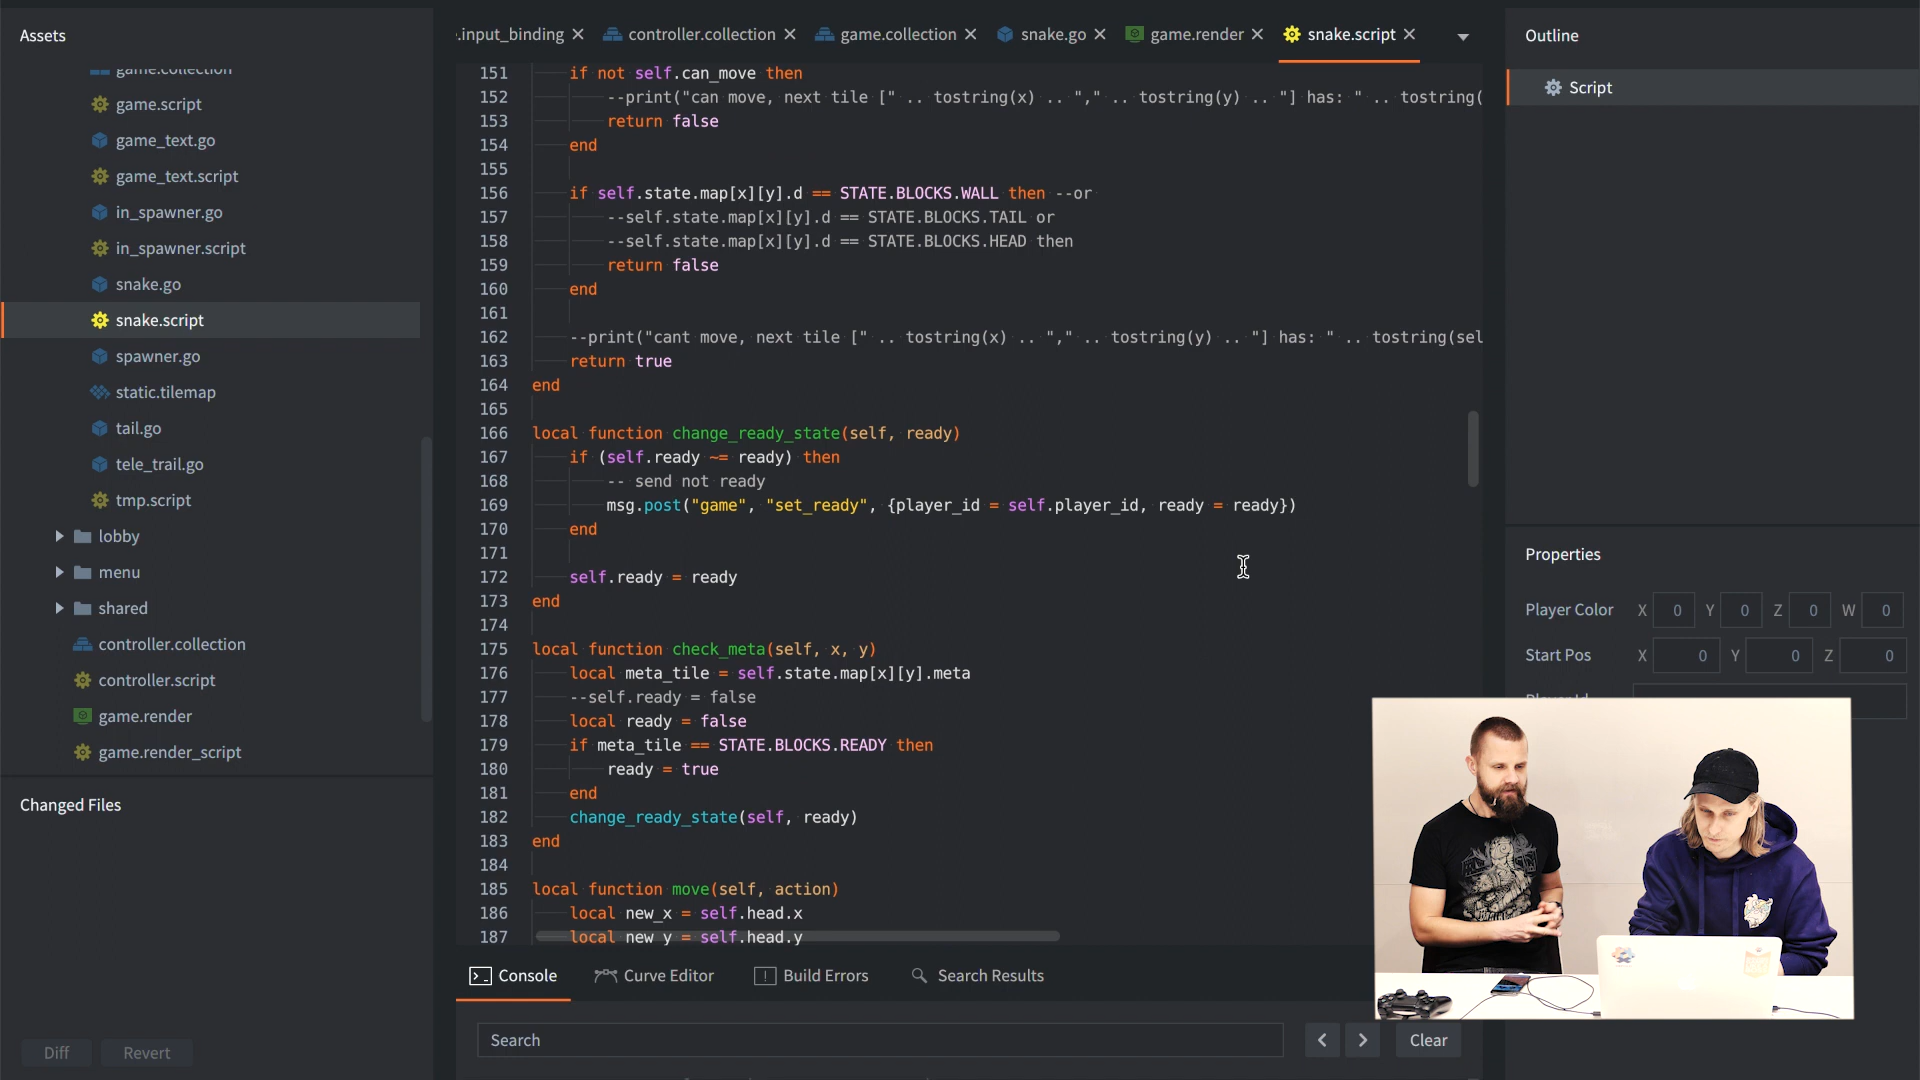 Assets
game.collection
game.script
game_text.go
game_text.script
in_spawner.go
in_spawner.script
snake.go
snake.script
spawner.go
static.tilemap
tail.go
tele_trail.go
tmp.script
lobby
menu
shared
controller.collection
controller.script
game.render
game.render_script
Changed Files
Diff Revert
.input_binding controller.collection game.collection snake.go game.render snake.script
151 if not self.can_move then
152 --print("can move, next tile [" .. tostring(x) .. "," .. tostring(y) .. "] has: " .. tostring(
153 return false
154 end
155
156 if self.state.map[x][y].d == STATE.BLOCKS.WALL then --or
157 --self.state.map[x][y].d == STATE.BLOCKS.TAIL or
158 --self.state.map[x][y].d == STATE.BLOCKS.HEAD then
159 return false
160 end
161
162 --print("cant move, next tile [" .. tostring(x) .. "," .. tostring(y) .. "] has: " .. tostring(sel
163 return true
164 end
165
166 local function change_ready_state(self, ready)
167 if (self.ready ~= ready) then
168 -- send not ready
169 msg.post("game", "set_ready", {player_id = self.player_id, ready = ready})
170 end
171
172 self.ready = ready
173 end
174
175 local function check_meta(self, x, y)
176 local meta_tile = self.state.map[x][y].meta
177 --self.ready = false
178 local ready = false
179 if meta_tile == STATE.BLOCKS.READY then
180 ready = true
181 end
182 change_ready_state(self, ready)
183 end
184
185 local function move(self, action)
186 local new_x = self.head.x
187 local new_y = self.head.y
Console Curve Editor Build Errors Search Results
Search
Clear
Outline
Script
Properties
Player Color X 0 Y 0 Z 0 W 0
Start Pos X 0 Y 0 Z 0